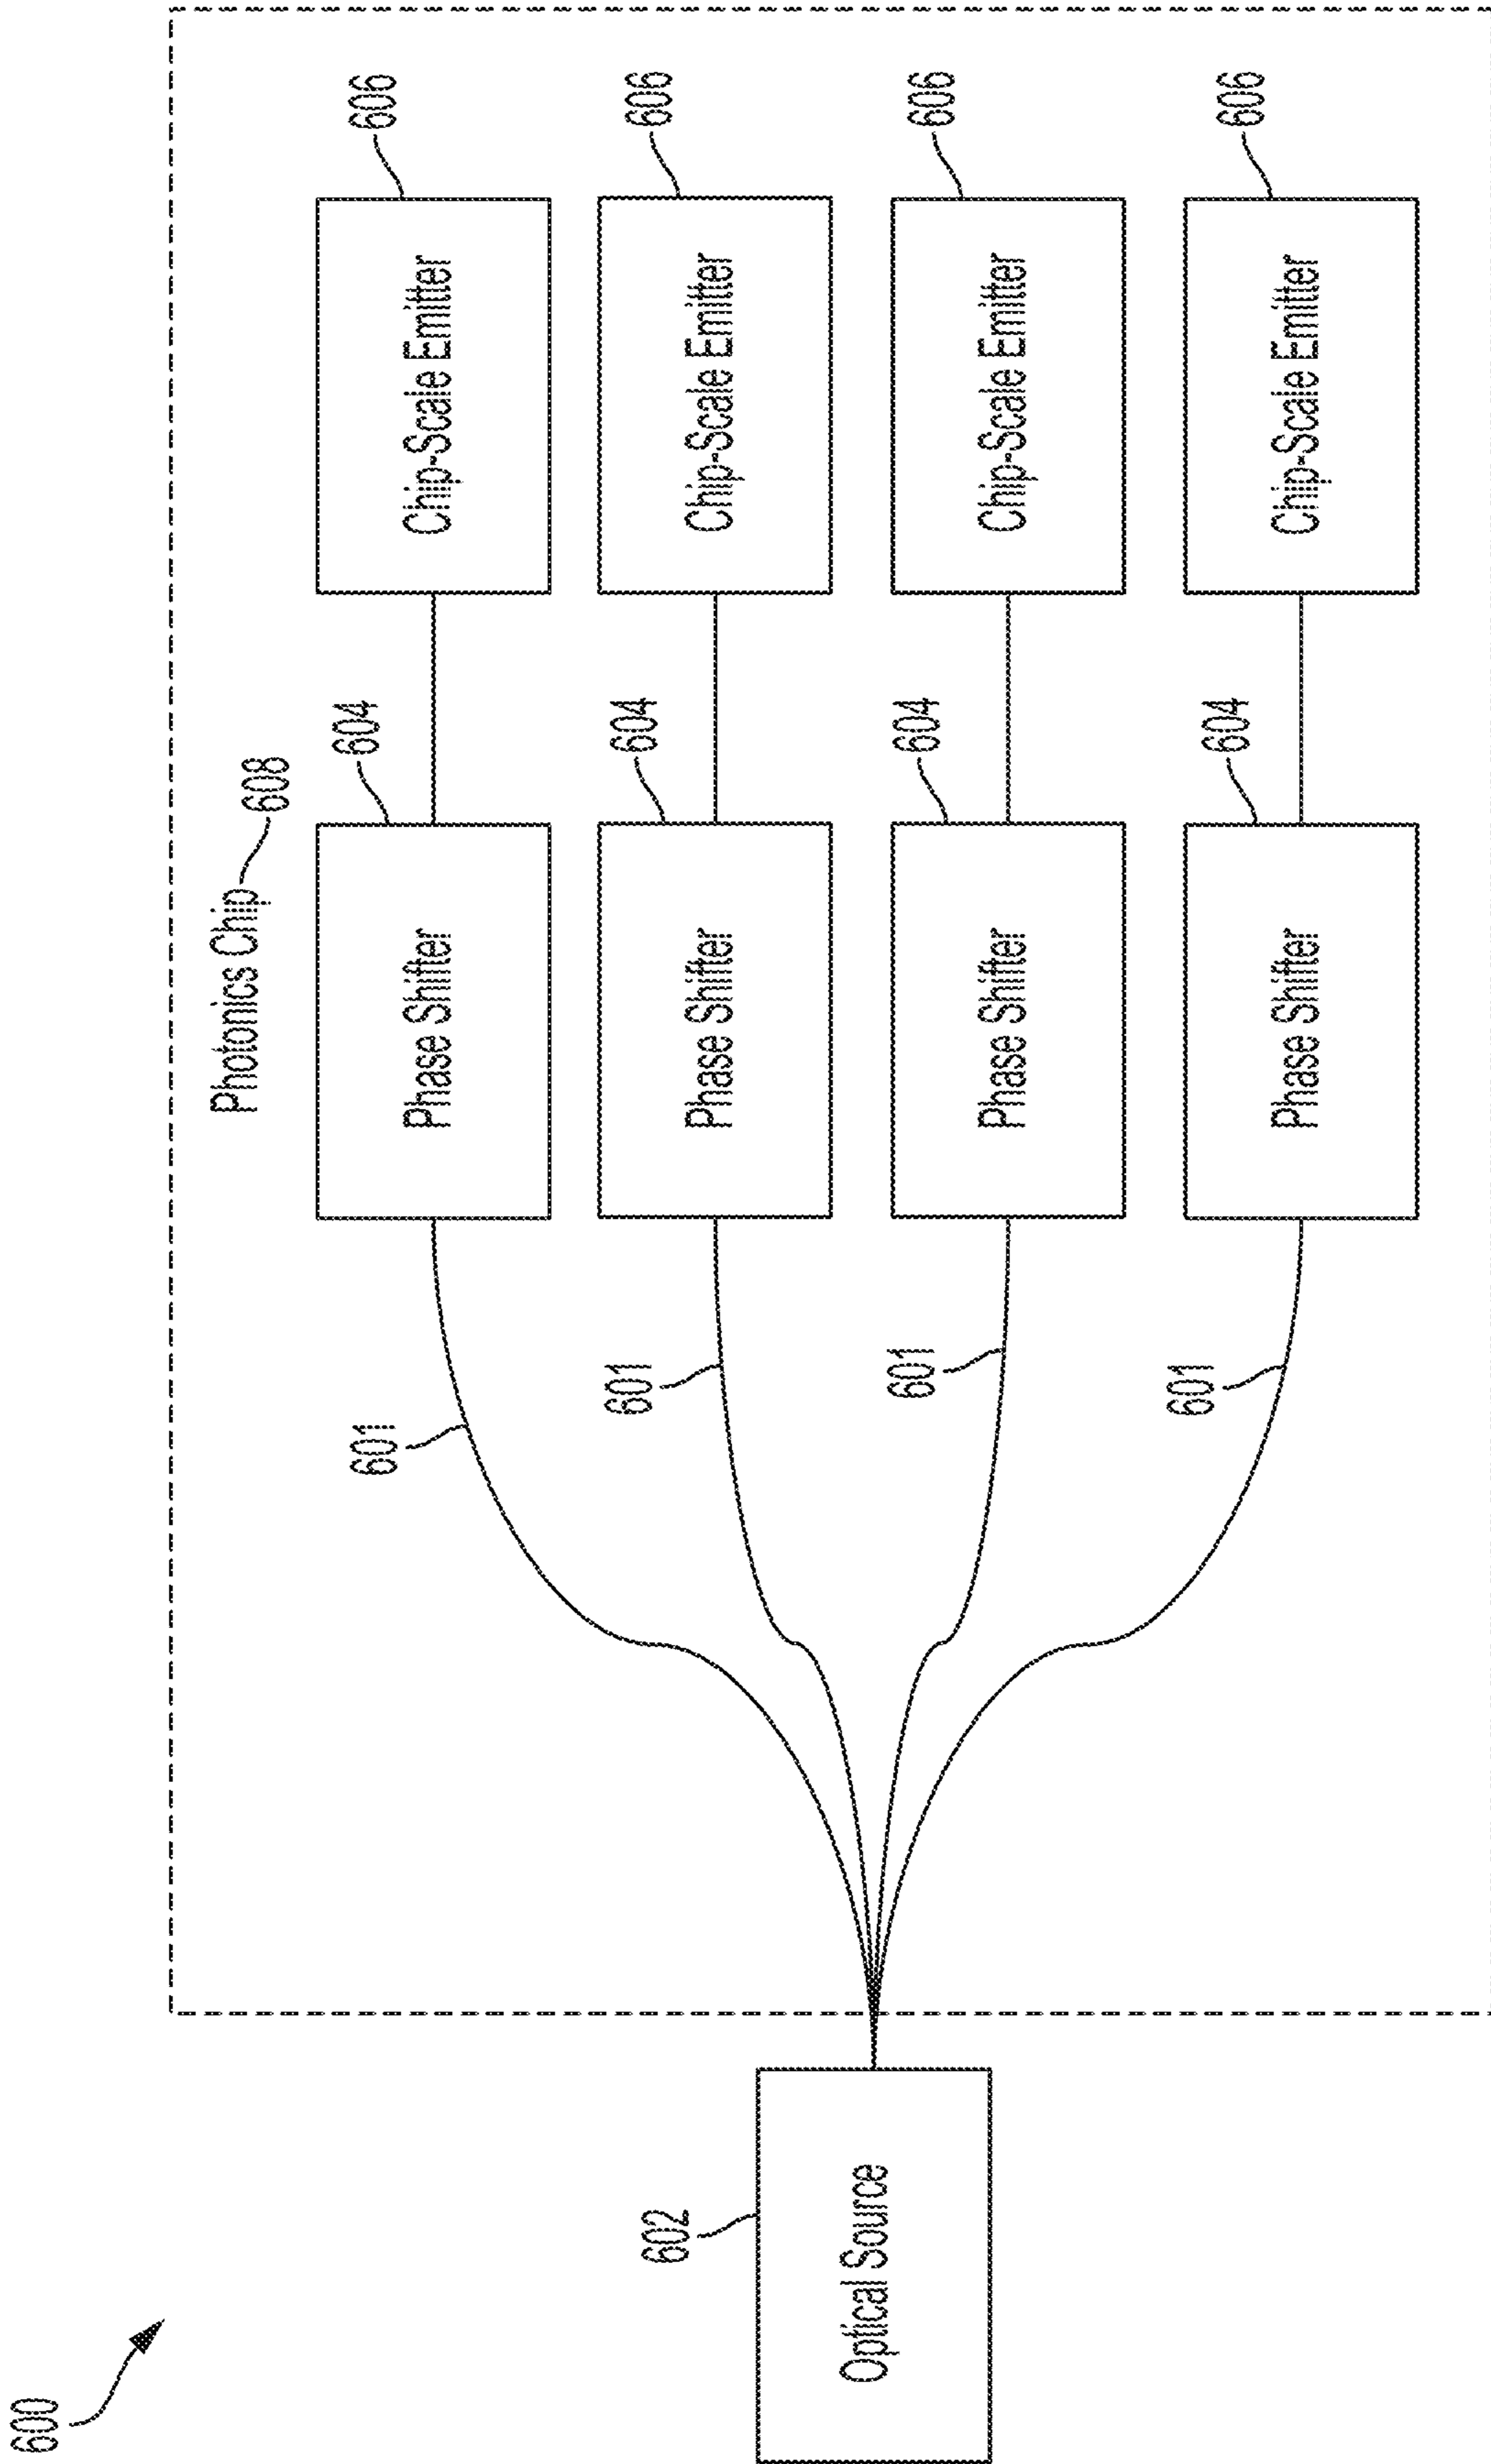 600
Photonics Chip 608
601
604
606
Phase Shifter
Chip-Scale Emitter
602
601
604
606
Phase Shifter
Chip-Scale Emitter
Optical Source
601
604
606
Phase Shifter
Chip-Scale Emitter
601
604
606
Phase Shifter
Chip-Scale Emitter